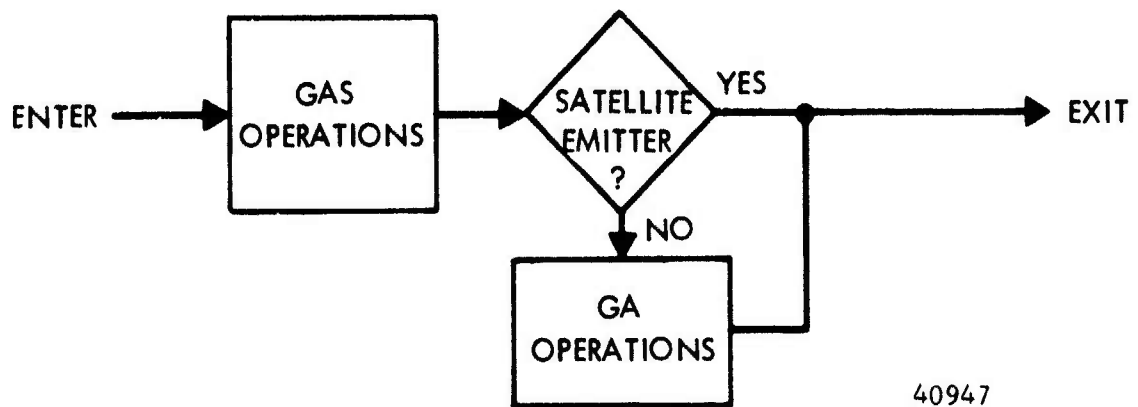 ENTER
GAS
OPERATIONS
SATELLITE
EMITTER
?
YES
EXIT
NO
GA
OPERATIONS
40947